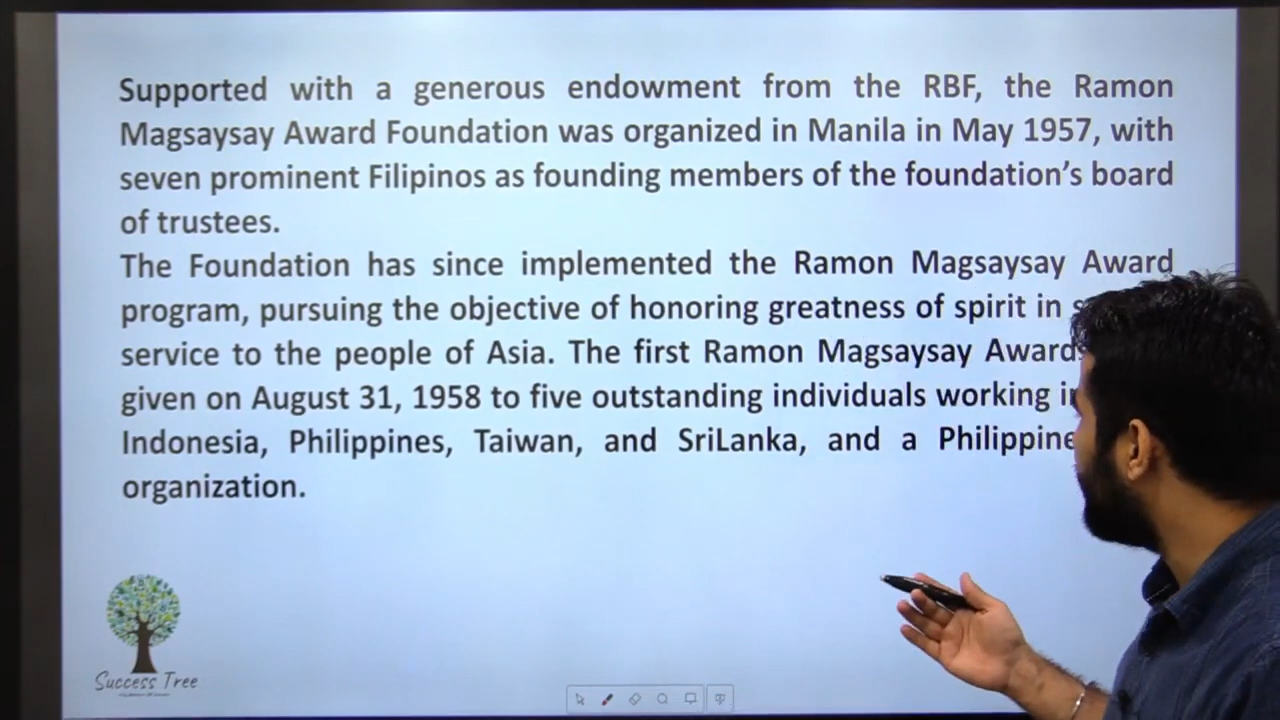 Supported with a generous endowment from the RBF, the Ramon
Magsaysay Award Foundation was organized in Manila in May 1957, with
seven prominent Filipinos as founding members of the foundation's board
of trustees.
The Foundation has since implemented the Ramon Magsaysay Award
program, pursuing the objective of honoring greatness of spirit in
service to the people of Asia. The first Ramon Magsaysay Awards
given on August 31, 1958 to five outstanding individuals working
Indonesia, Philippines, Taiwan, and SriLanka, and a Philippine
organization.
Success Tree